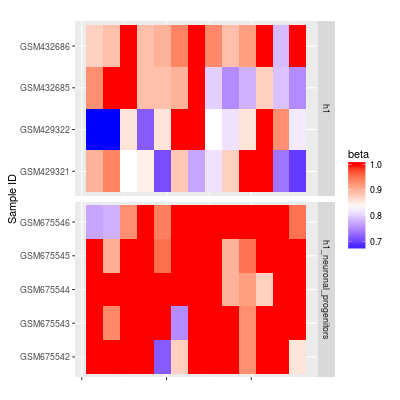 Sample ID
GSM432686
GSM432685
GSM429322
GSM429321
h1
GSM675546
GSM675545
GSM675544
GSM675543
GSM675542
h1_neuronal_progenitors
beta
1.0
0.9
0.8
0.7